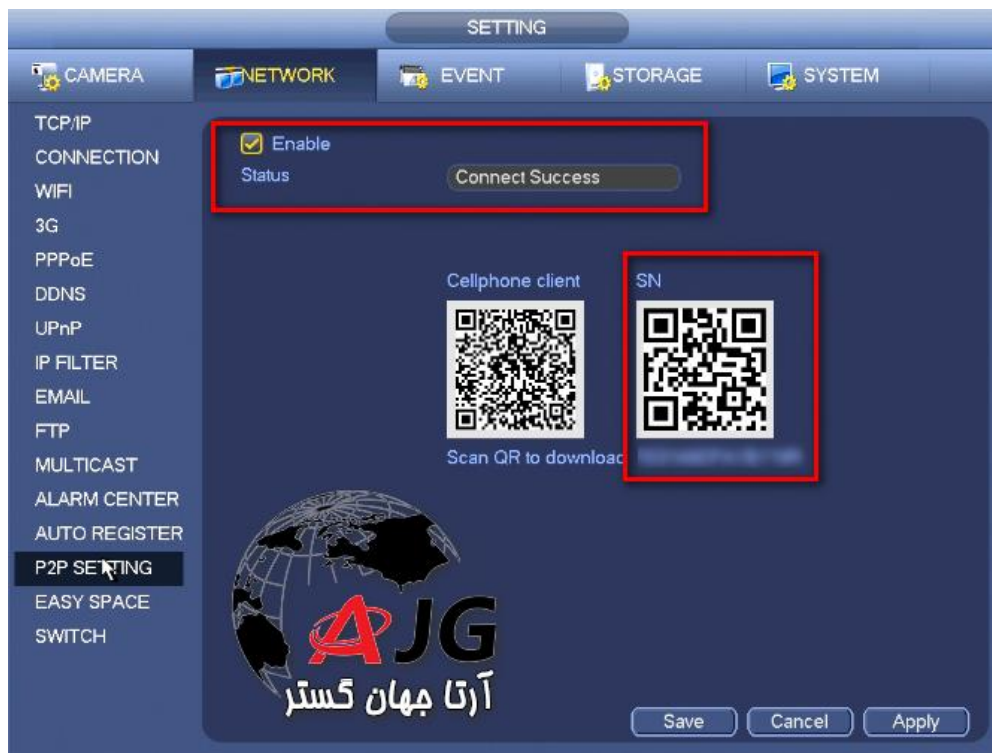 SETTING
CAMERA NETWORK EVENT STORAGE SYSTEM
TCP/IP
CONNECTION
WIFI
3G
PPPoE
DDNS
UPnP
IP FILTER
EMAIL
FTP
MULTICAST
ALARM CENTER
AUTO REGISTER
P2P SETTING
EASY SPACE
SWITCH
Enable
Status Connect Success
Cellphone client SN
Scan QR to download
AJG
آرتا جهان گستر
Save Cancel Apply